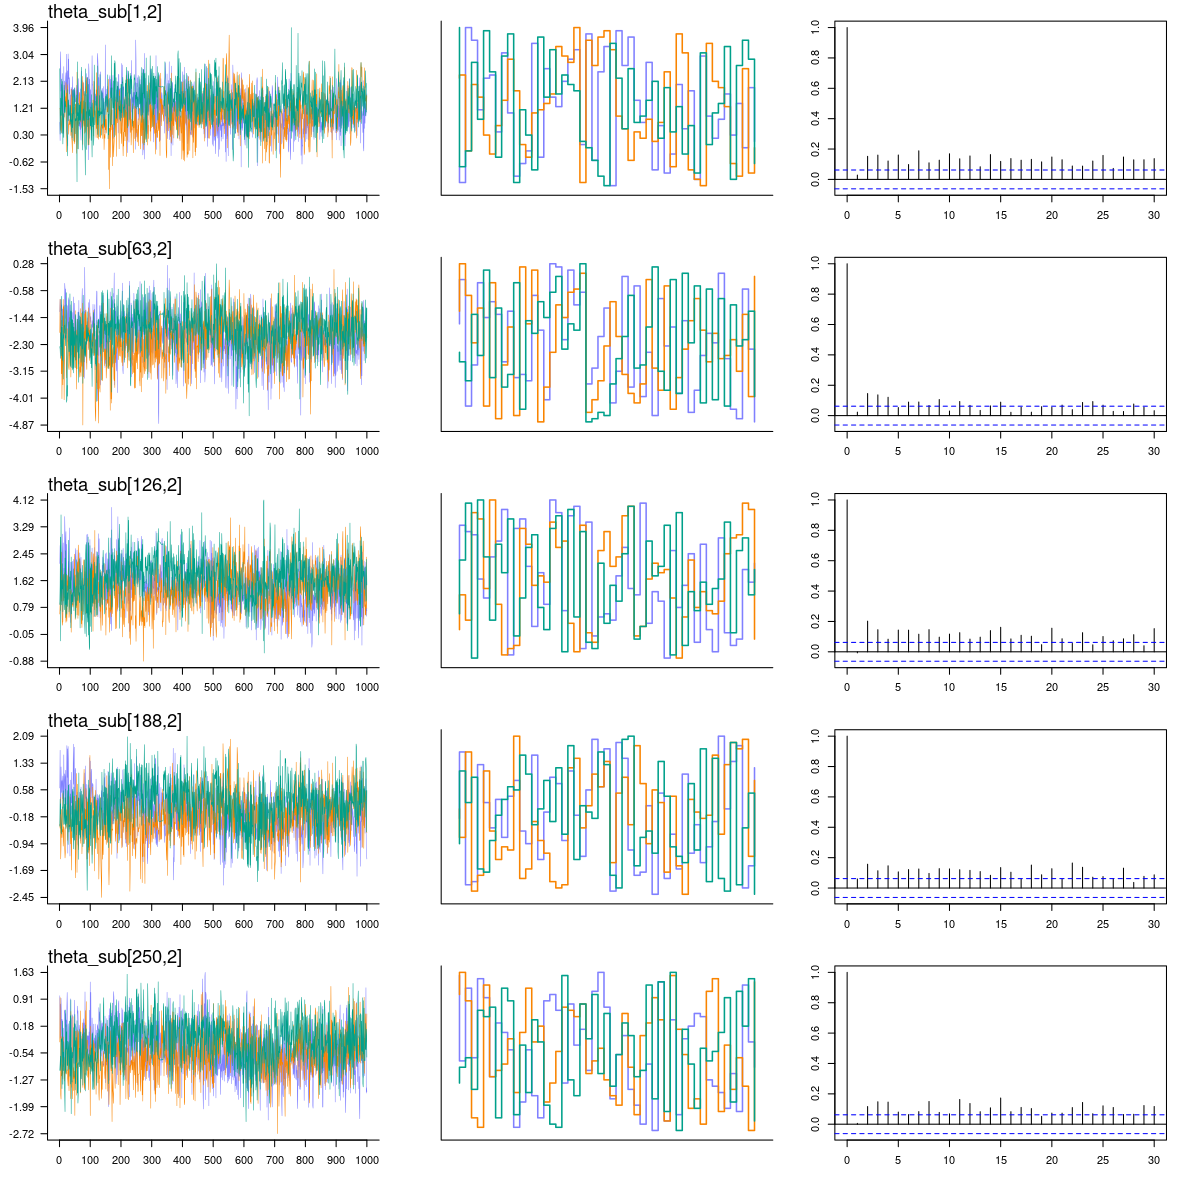 theta_sub[1,2]
3.96
3.04
2.13
1.21
0.30
-0.62
-1.53
0 100 200 300 400 500 600 700 800 900 1000
0.0 0.2 0.4 0.6 0.8 1.0
0 5 10 15 20 25 30
theta_sub[63,2]
0.28
-0.58
-1.44
-2.30
-3.15
-4.01
-4.87
0 100 200 300 400 500 600 700 800 900 1000
0.0 0.2 0.4 0.6 0.8 1.0
0 5 10 15 20 25 30
theta_sub[126,2]
4.12
3.29
2.45
1.62
0.79
-0.05
-0.88
0 100 200 300 400 500 600 700 800 900 1000
0.0 0.2 0.4 0.6 0.8 1.0
0 5 10 15 20 25 30
theta_sub[188,2]
2.09
1.33
0.58
-0.18
-0.94
-1.69
-2.45
0 100 200 300 400 500 600 700 800 900 1000
0.0 0.2 0.4 0.6 0.8 1.0
0 5 10 15 20 25 30
theta_sub[250,2]
1.63
0.91
0.18
-0.54
-1.27
-1.99
-2.72
0 100 200 300 400 500 600 700 800 900 1000
0.0 0.2 0.4 0.6 0.8 1.0
0 5 10 15 20 25 30